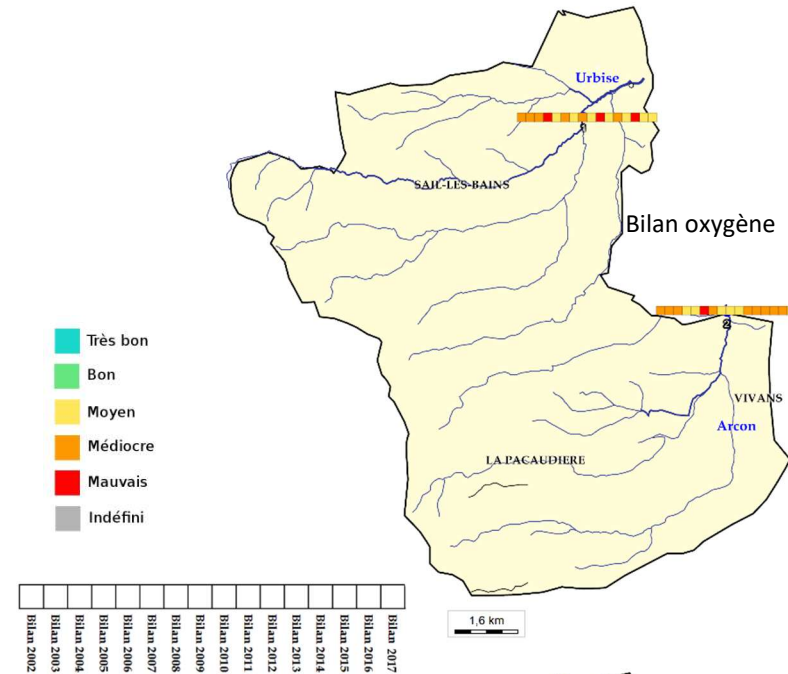 Urbise
SAIL-LES-BAINS
Bilan oxygène
Très bon
Bon
Moyen
Médiocre
Mauvais
Indéfini
2
VIVANS
Arcon
LA PACAUDIERE
Bilan 2002
Bilan 2003
Bilan 2004
Bilan 2005
Bilan 2006
Bilan 2007
Bilan 2008
Bilan 2009
Bilan 2010
Bilan 2011
Bilan 2012
Bilan 2013
Bilan 2014
Bilan 2015
Bilan 2016
Bilan 2017
1,6 km